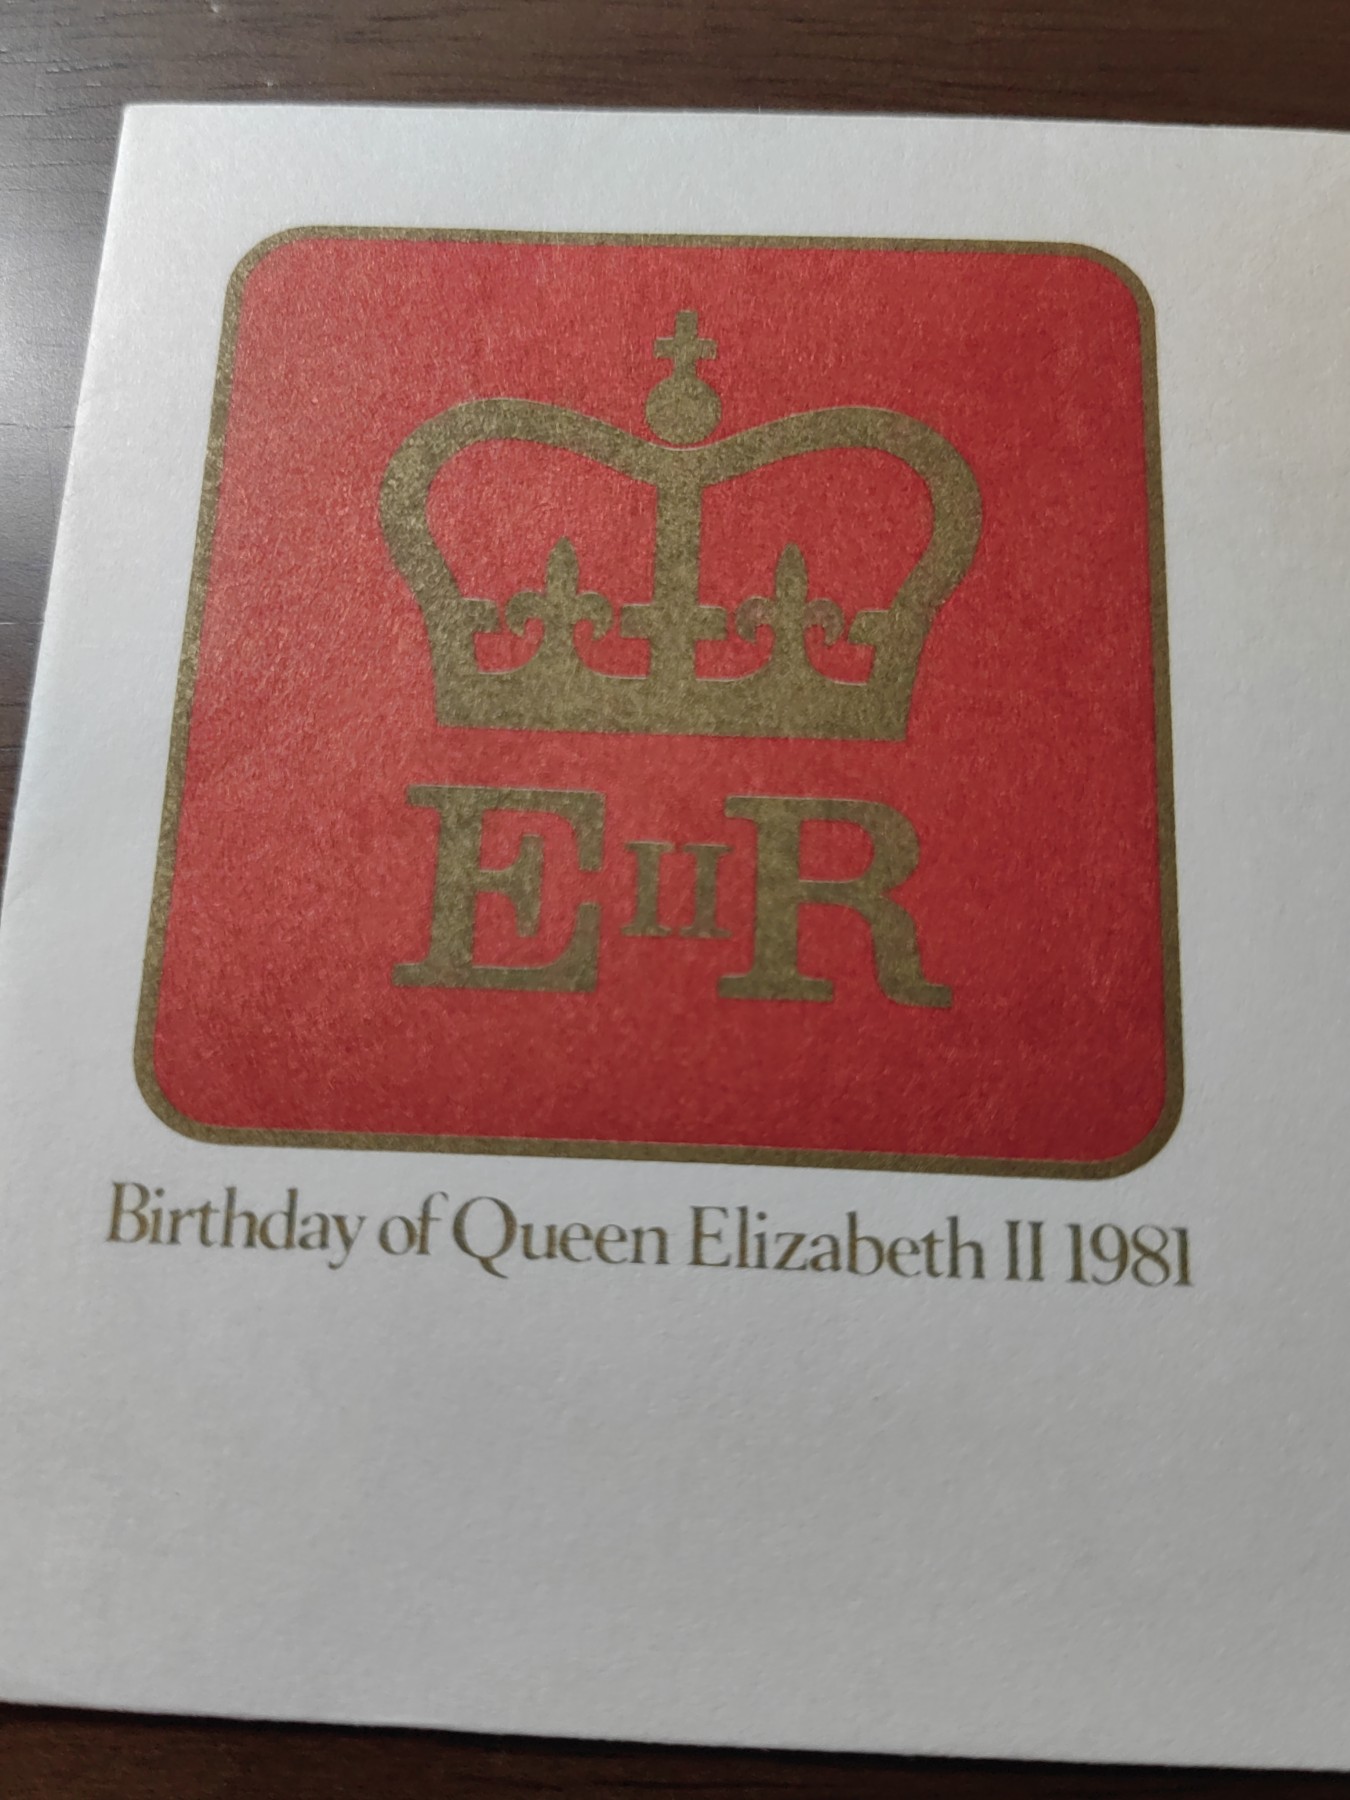 EIIR
Birthday of Queen Elizabeth II 1981